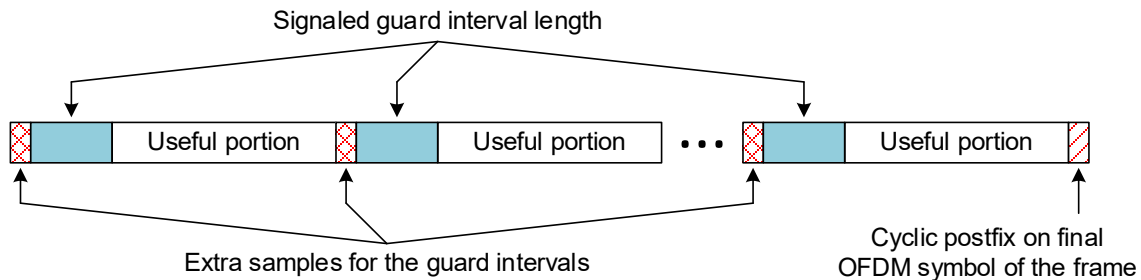 Signaled guard interval length
Useful portion
Useful portion
• • •
Useful portion
Extra samples for the guard intervals
Cyclic postfix on final
OFDM symbol of the frame